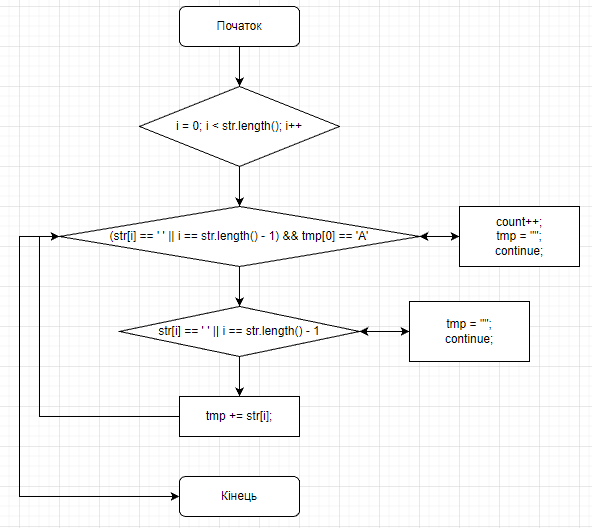 Початок
i = 0; i < str.length(); i++
(str[i] == ' ' || i == str.length() - 1) && tmp[0] == 'A'
count++;
tmp = "";
continue;
str[i] == ' ' || i == str.length() - 1
tmp = "";
continue;
tmp += str[i];
Кінець